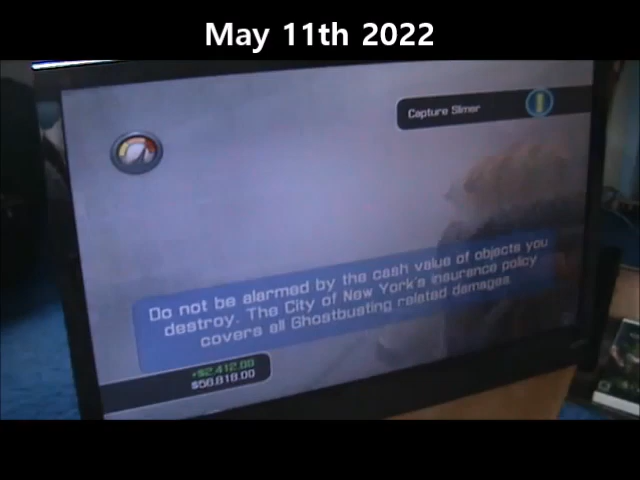 May 11th 2022
Capture Slimer
Do not be alarmed by the cash value of objects you
destroy. The City of New York's insurance policy
covers all Ghostbusting related damages.
+$2,412.00
$58,818.00